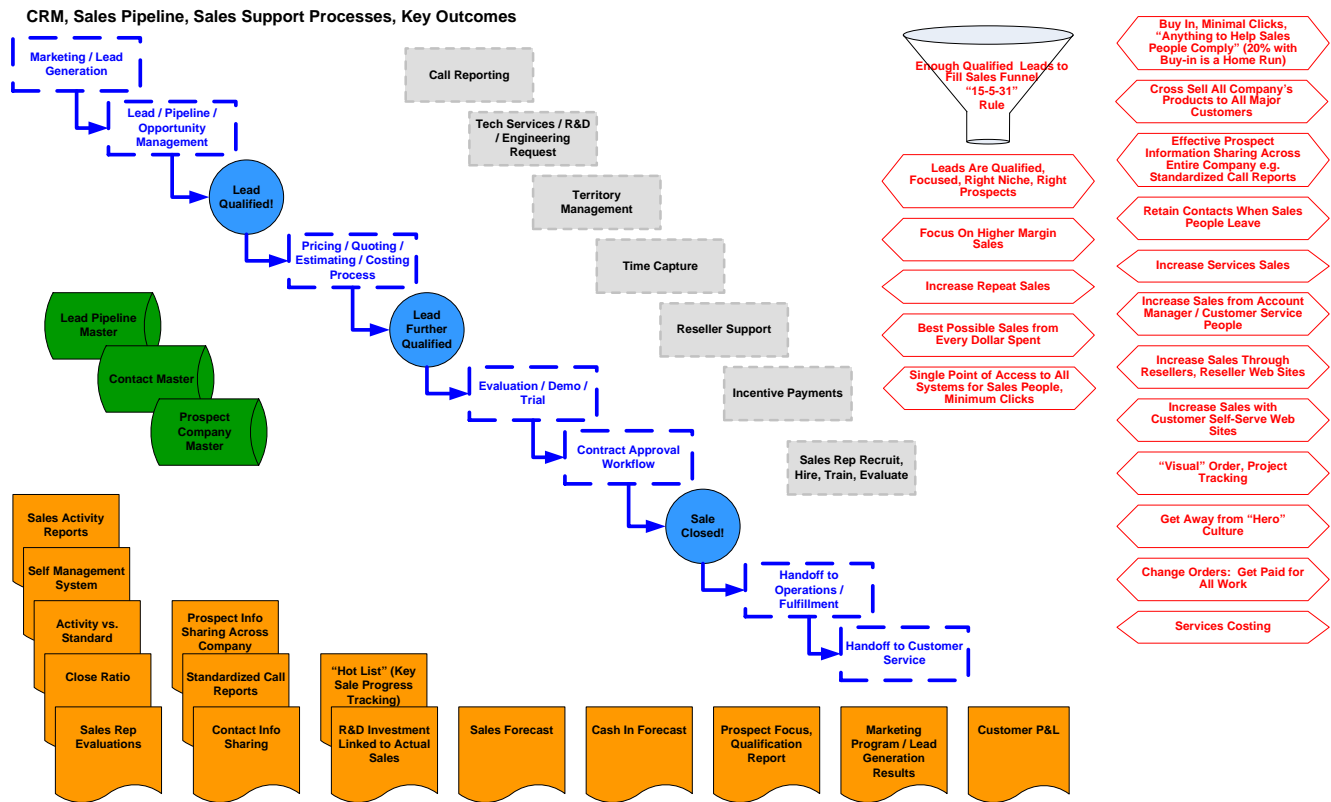 CRM, Sales Pipeline, Sales Support Processes, Key Outcomes
Marketing / Lead
Generation
Lead / Pipeline /
Opportunity
Management
Lead
Qualified!
Pricing / Quoting /
Estimating / Costing
Process
Lead
Further
Qualified
Evaluation / Demo /
Trial
Contract Approval
Workflow
Sale
Closed!
Handoff to
Operations /
Fulfillment
Handoff to Customer
Service
Call Reporting
Tech Services / R&D
/ Engineering
Request
Territory
Management
Time Capture
Reseller Support
Incentive Payments
Sales Rep Recruit,
Hire, Train, Evaluate
Enough Qualified Leads to
Fill Sales Funnel
“15-5-31”
Rule
Leads Are Qualified,
Focused, Right Niche, Right
Prospects
Focus On Higher Margin
Sales
Increase Repeat Sales
Best Possible Sales from
Every Dollar Spent
Single Point of Access to All
Systems for Sales People,
Minimum Clicks
Buy In, Minimal Clicks,
“Anything to Help Sales
People Comply” (20% with
Buy-in is a Home Run)
Cross Sell All Company’s
Products to All Major
Customers
Effective Prospect
Information Sharing Across
Entire Company e.g.
Standardized Call Reports
Retain Contacts When Sales
People Leave
Increase Services Sales
Increase Sales from Account
Manager / Customer Service
People
Increase Sales Through
Resellers, Reseller Web Sites
Increase Sales with
Customer Self-Serve Web
Sites
“Visual” Order, Project
Tracking
Get Away from “Hero”
Culture
Change Orders: Get Paid for
All Work
Services Costing
Lead Pipeline
Master
Contact Master
Prospect
Company
Master
Sales Activity
Reports
Self Management
System
Activity vs.
Standard
Close Ratio
Sales Rep
Evaluations
Prospect Info
Sharing Across
Company
Standardized Call
Reports
Contact Info
Sharing
“Hot List” (Key
Sale Progress
Tracking)
R&D Investment
Linked to Actual
Sales
Sales Forecast
Cash In Forecast
Prospect Focus,
Qualification
Report
Marketing
Program / Lead
Generation
Results
Customer P&L